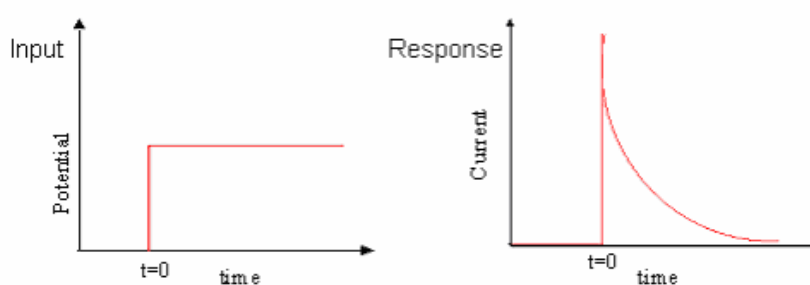 Input
Potential
t=0
time
Response
Current
t=0
time